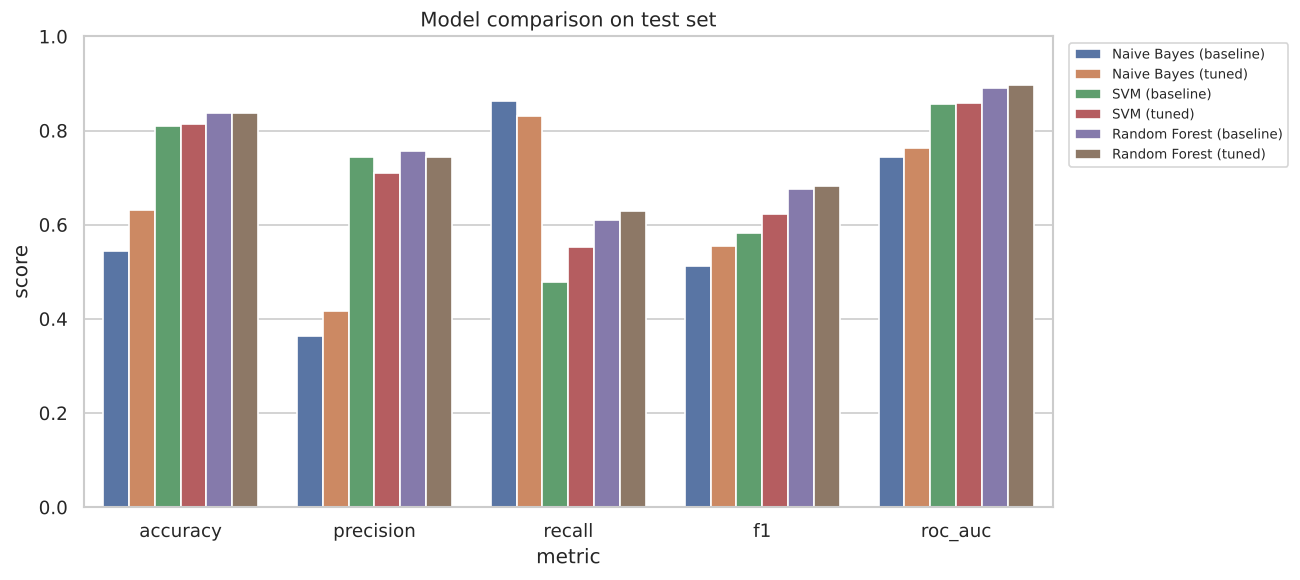 Model comparison on test set
1.0
0.8
0.6
0.4
0.2
0.0
score
accuracy
precision
recall
f1
roc_auc
metric
Naive Bayes (baseline)
Naive Bayes (tuned)
SVM (baseline)
SVM (tuned)
Random Forest (baseline)
Random Forest (tuned)